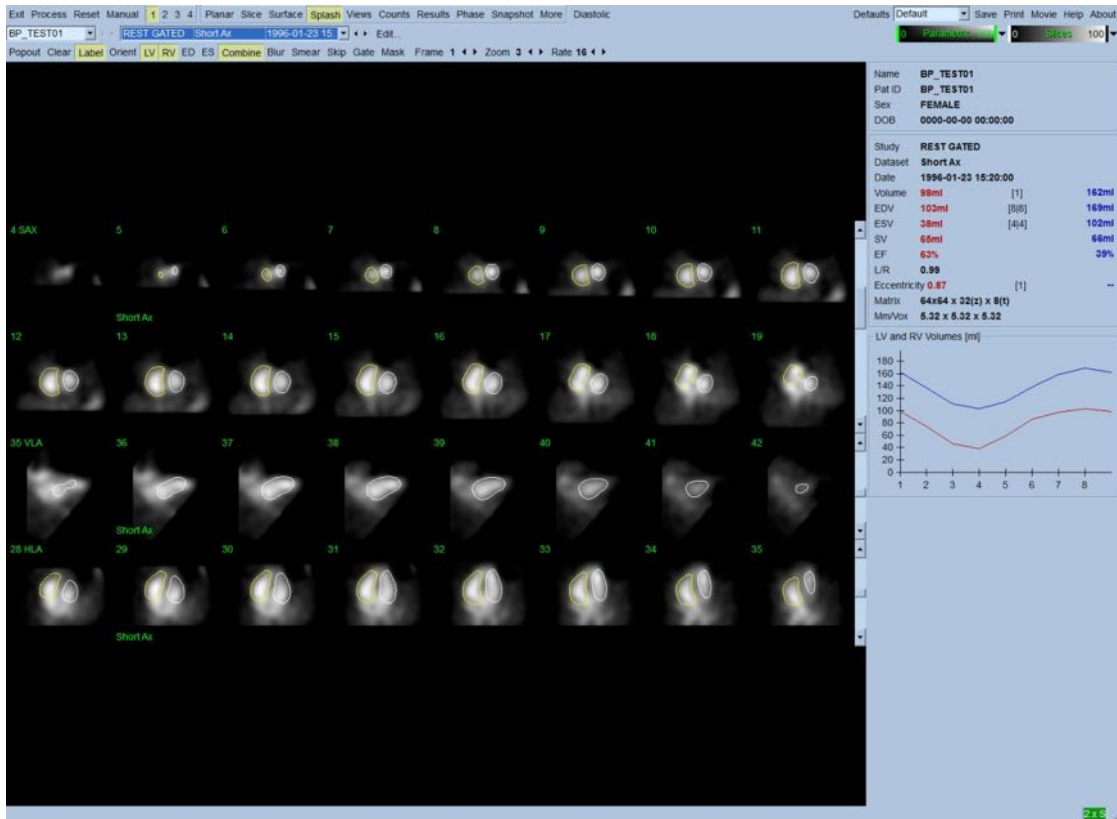 Exit Process Reset Manual 1 2 3 4 Planar Slice Surface Splash Views Counts Results Phase Snapshot More Diastolic Defaults Default Save Print Movie Help About
BP_TEST01 REST GATED Short Ax 1996-01-23 15: Edit... 0 Parametric 0 Slices 100
Popout Clear Label Orient LV RV ED ES Combine Blur Smear Skip Gate Mask Frame 1 Zoom 3 Rate 16
Name BP_TEST01
Pat ID BP_TEST01
Sex FEMALE
DOB 0000-00-00 00:00:00
Study REST GATED
Dataset Short Ax
Date 1996-01-23 15:20:00
Volume 98ml [1] 162ml
EDV 103ml [8|8] 169ml
ESV 38ml [4|4] 102ml
SV 65ml 66ml
EF 63% 39%
L/R 0.99
Eccentricity 0.87 [1] --
Matrix 64x64 x 32(z) x 8(t)
Mm/Vox 5.32 x 5.32 x 5.32
LV and RV Volumes [ml]
180
160
140
120
100
80
60
40
20
0
1 2 3 4 5 6 7 8
4 SAX 5 6 7 8 9 10 11
Short Ax
12 13 14 15 16 17 18 19
35 VLA 36 37 38 39 40 41 42
Short Ax
28 HLA 29 30 31 32 33 34 35
Short Ax
2 x 5